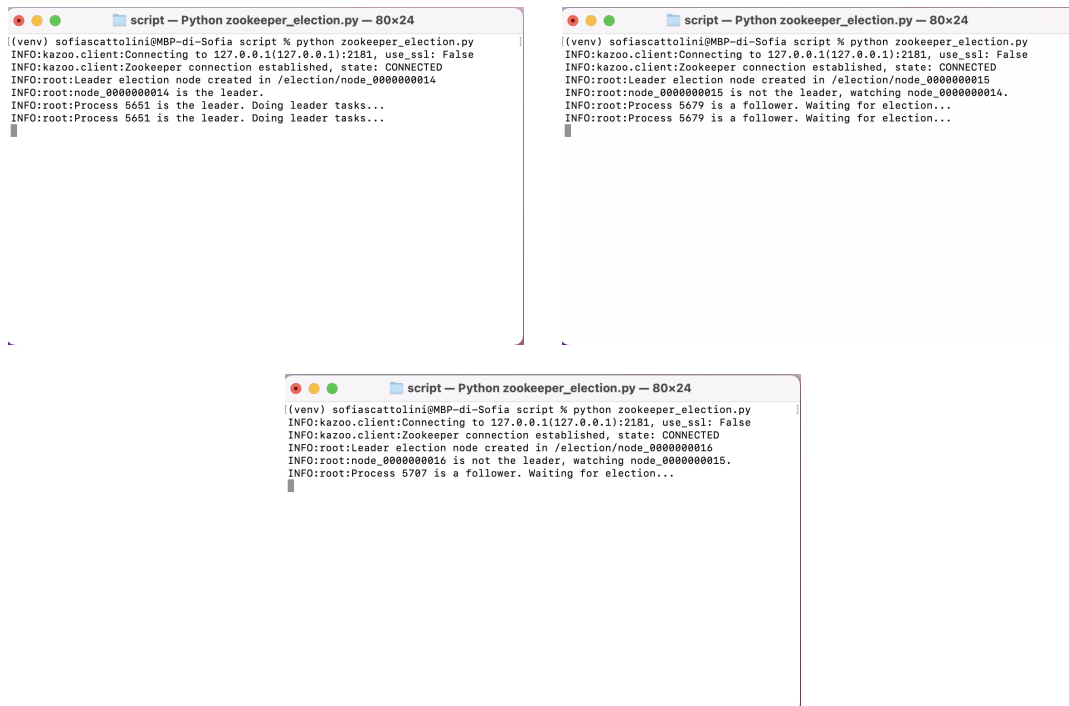 script — Python zookeeper_election.py — 80×24
[(venv) sofiascattolini@MBP-di-Sofia script % python zookeeper_election.py ]
INFO:kazoo.client:Connecting to 127.0.0.1(127.0.0.1):2181, use_ssl: False
INFO:kazoo.client:Zookeeper connection established, state: CONNECTED
INFO:root:Leader election node created in /election/node_0000000014
INFO:root:node_0000000014 is the leader.
INFO:root:Process 5651 is the leader. Doing leader tasks...
INFO:root:Process 5651 is the leader. Doing leader tasks...
script — Python zookeeper_election.py — 80×24
[(venv) sofiascattolini@MBP-di-Sofia script % python zookeeper_election.py
INFO:kazoo.client:Connecting to 127.0.0.1(127.0.0.1):2181, use_ssl: False
INFO:kazoo.client:Zookeeper connection established, state: CONNECTED
INFO:root:Leader election node created in /election/node_0000000015
INFO:root:node_0000000015 is not the leader, watching node_0000000014.
INFO:root:Process 5679 is a follower. Waiting for election...
INFO:root:Process 5679 is a follower. Waiting for election...
script — Python zookeeper_election.py — 80×24
[(venv) sofiascattolini@MBP-di-Sofia script % python zookeeper_election.py ]
INFO:kazoo.client:Connecting to 127.0.0.1(127.0.0.1):2181, use_ssl: False
INFO:kazoo.client:Zookeeper connection established, state: CONNECTED
INFO:root:Leader election node created in /election/node_0000000016
INFO:root:node_0000000016 is not the leader, watching node_0000000015.
INFO:root:Process 5707 is a follower. Waiting for election...